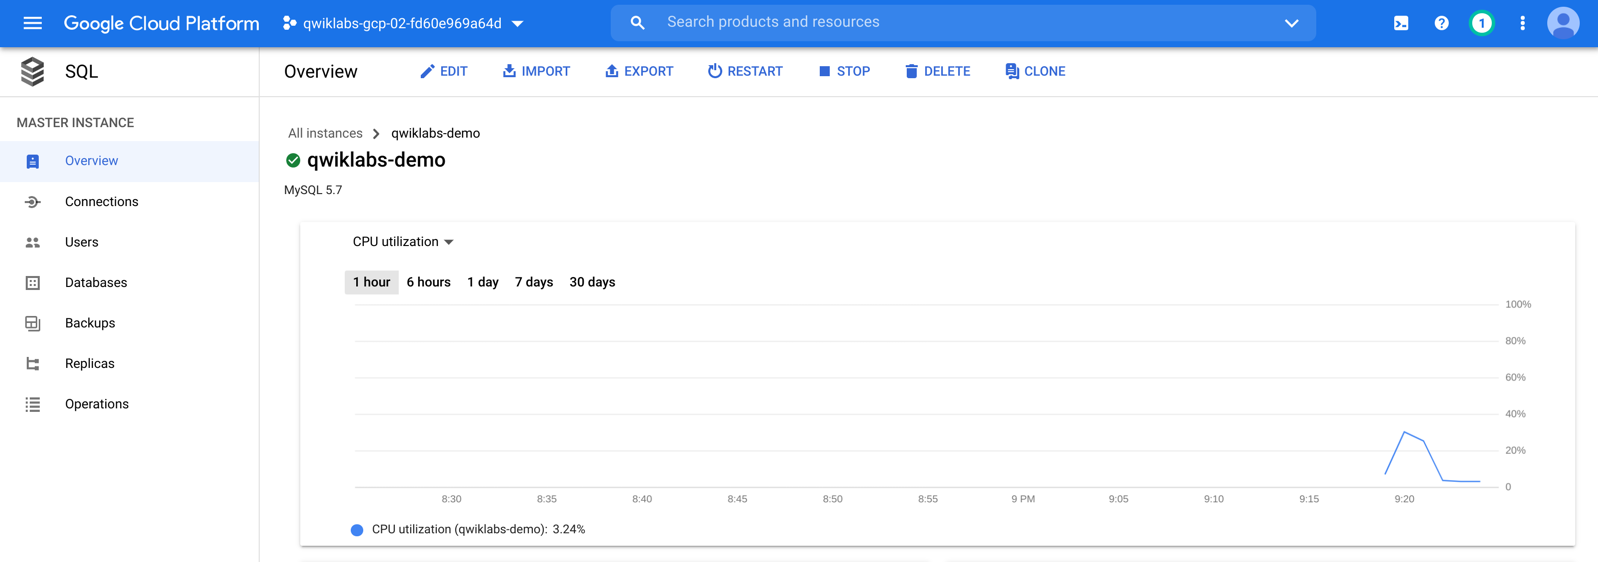 Google Cloud Platform
qwiklabs-gcp-02-fd60e969a64d
Search products and resources
1
SQL
Overview
EDIT
IMPORT
EXPORT
RESTART
STOP
DELETE
CLONE
MASTER INSTANCE
Overview
Connections
Users
Databases
Backups
Replicas
Operations
All instances
qwiklabs-demo
qwiklabs-demo
MySQL 5.7
CPU utilization
1 hour
6 hours
1 day
7 days
30 days
100%
80%
60%
40%
20%
0
8:30
8:35
8:40
8:45
8:50
8:55
9 PM
9:05
9:10
9:15
9:20
CPU utilization (qwiklabs-demo): 3.24%